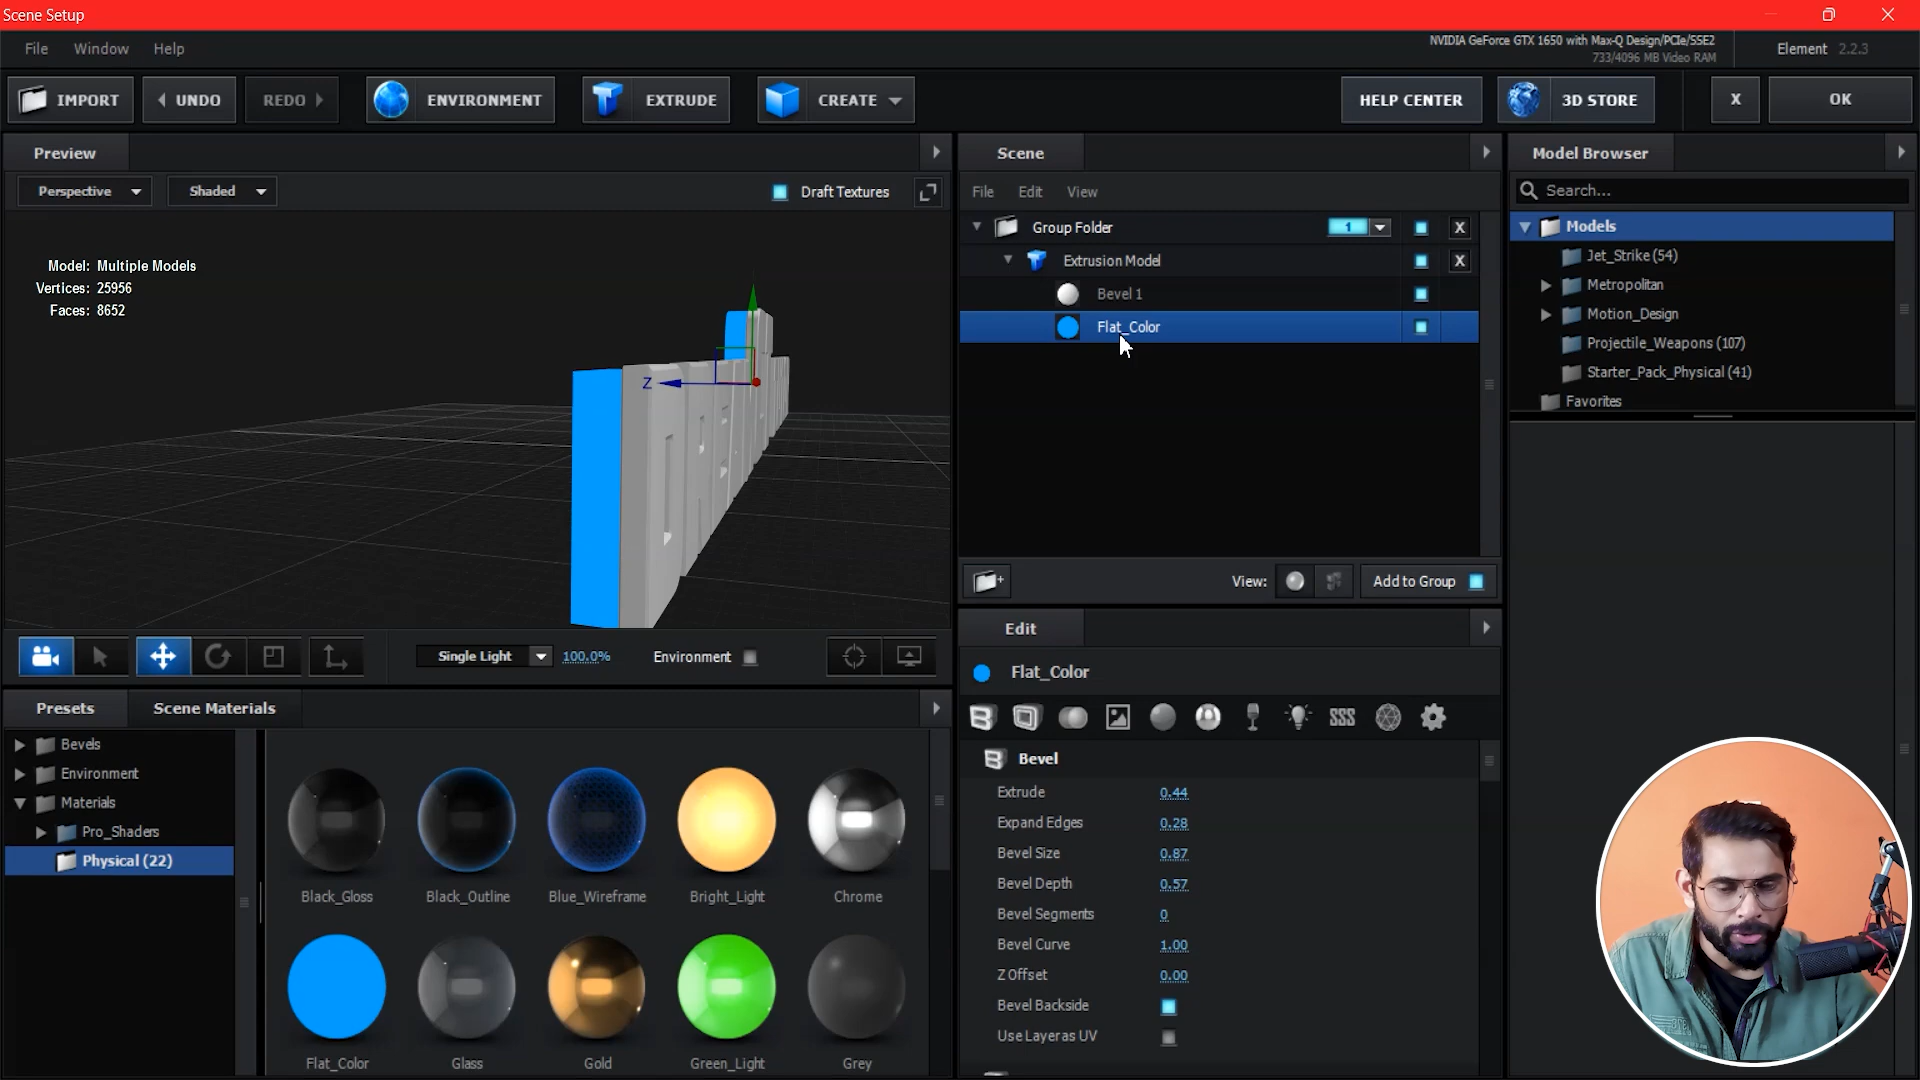 Scene Setup
File Window Help
NVIDIA GeForce GTX 1650 with Max-Q Design/PCIe/SSE2
733/4096 MB Video RAM
Element 2.2.3
IMPORT UNDO REDO ENVIRONMENT EXTRUDE CREATE HELP CENTER 3D STORE X OK
Preview
Perspective Shaded Draft Textures
Model: Multiple Models
Vertices: 25956
Faces: 8652
Z
Single Light 100.0% Environment
Presets Scene Materials
Bevels
Environment
Materials
Pro_Shaders
Physical (22)
Black_Gloss Black_Outline Blue_Wireframe Bright_Light Chrome
Flat_Color Glass Gold Green_Light Grey
Scene
File Edit View
Group Folder 1 X
Extrusion Model X
Bevel 1
Flat_Color
View: Add to Group
Edit
Flat_Color
SSS
Bevel
Extrude 0.44
Expand Edges 0.28
Bevel Size 0.87
Bevel Depth 0.57
Bevel Segments 0
Bevel Curve 1.00
Z Offset 0.00
Bevel Backside
Use Layer as UV
Model Browser
Search...
Models
Jet_Strike (54)
Metropolitan
Motion_Design
Projectile_Weapons (107)
Starter_Pack_Physical (41)
Favorites